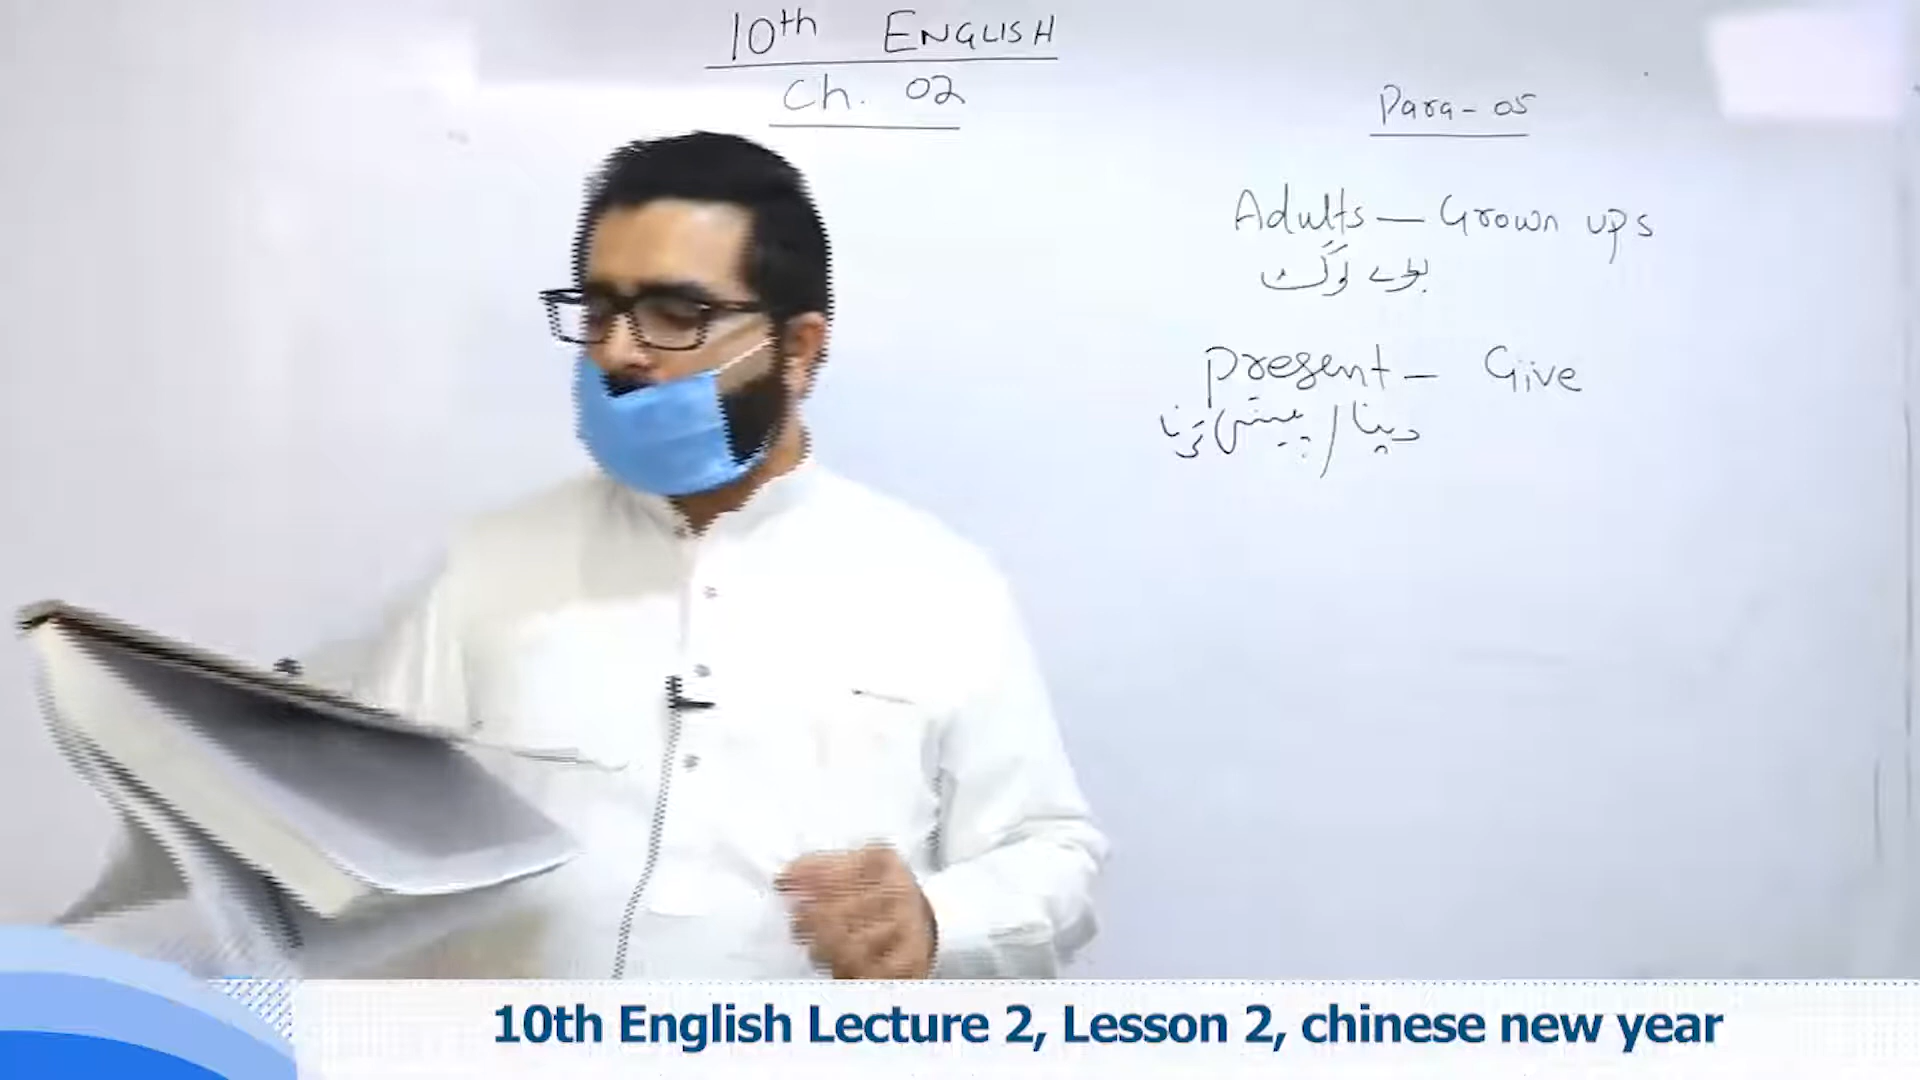 10th ENGLISH
Ch. 02
Para - 05
Adults — Grown ups
بڑے لوگ
present — Give
دینا / پیش کرنا
10th English Lecture 2, Lesson 2, chinese new year